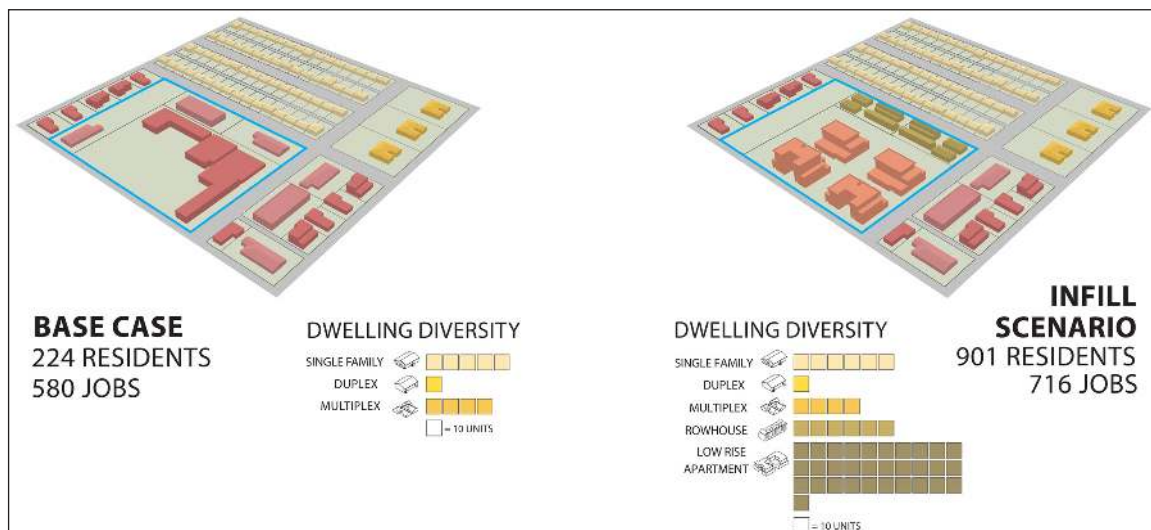 BASE CASE
224 RESIDENTS
580 JOBS
DWELLING DIVERSITY
SINGLE FAMILY
DUPLEX
MULTIPLEX
= 10 UNITS
DWELLING DIVERSITY
SINGLE FAMILY
DUPLEX
MULTIPLEX
ROWHOUSE
LOW RISE
APARTMENT
= 10 UNITS
INFILL
SCENARIO
901 RESIDENTS
716 JOBS